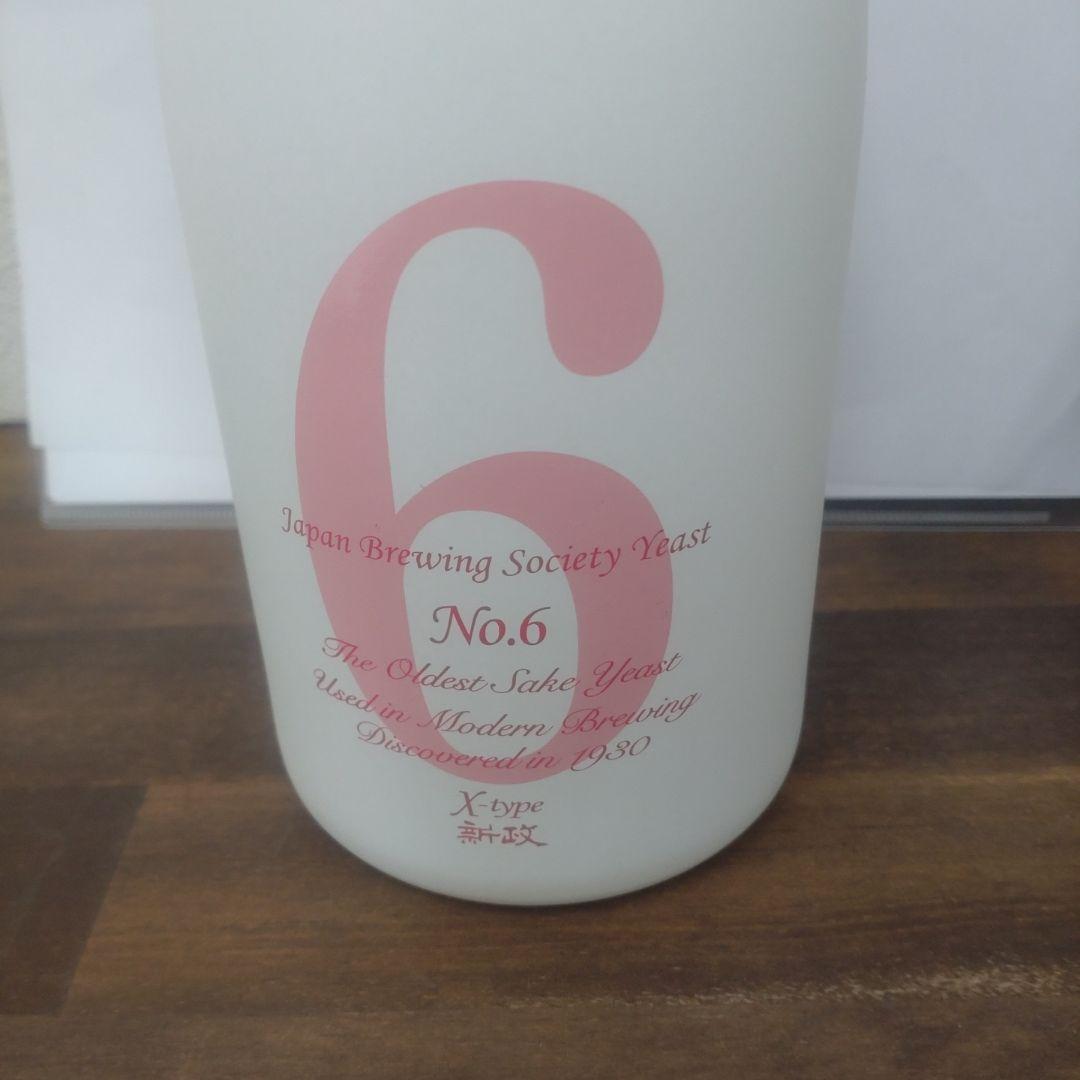 6
Japan Brewing Society Yeast
No.6
The Oldest Sake Yeast
Used in Modern Brewing
Discovered in 1930
X-type
新政